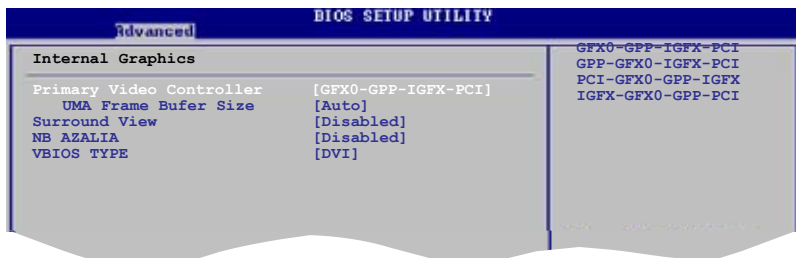 BIOS SETUP UTILITY
Advanced
Internal Graphics
Primary Video Controller [GFX0-GPP-IGFX-PCI]
UMA Frame Bufer Size [Auto]
Surround View [Disabled]
NB AZALIA [Disabled]
VBIOS TYPE [DVI]
GFX0-GPP-IGFX-PCI
GPP-GFX0-IGFX-PCI
PCI-GFX0-GPP-IGFX
IGFX-GFX0-GPP-PCI